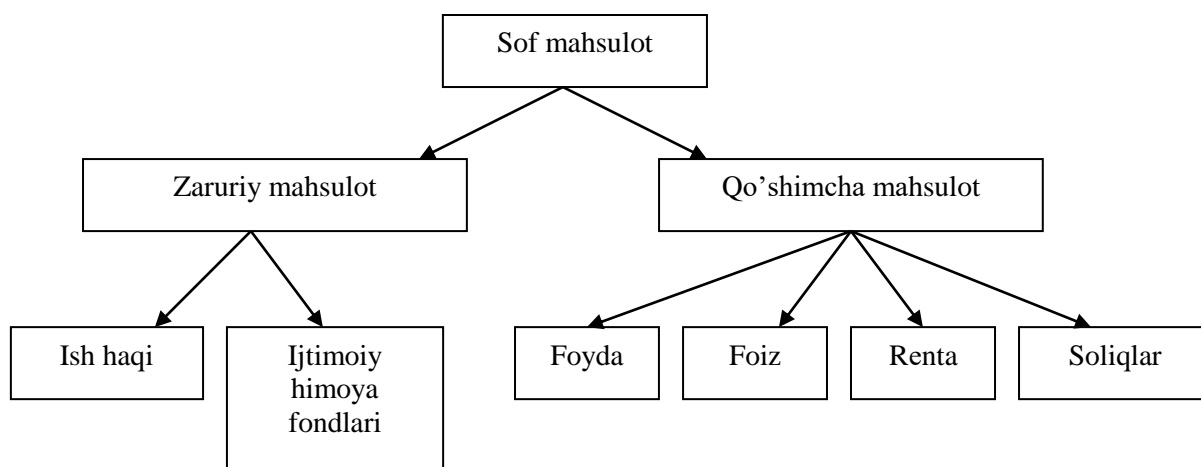 Sof mahsulot
Zaruriy mahsulot
Qo’shimcha mahsulot
Ish haqi
Ijtimoiy
himoya
fondlari
Foyda
Foiz
Renta
Soliqlar